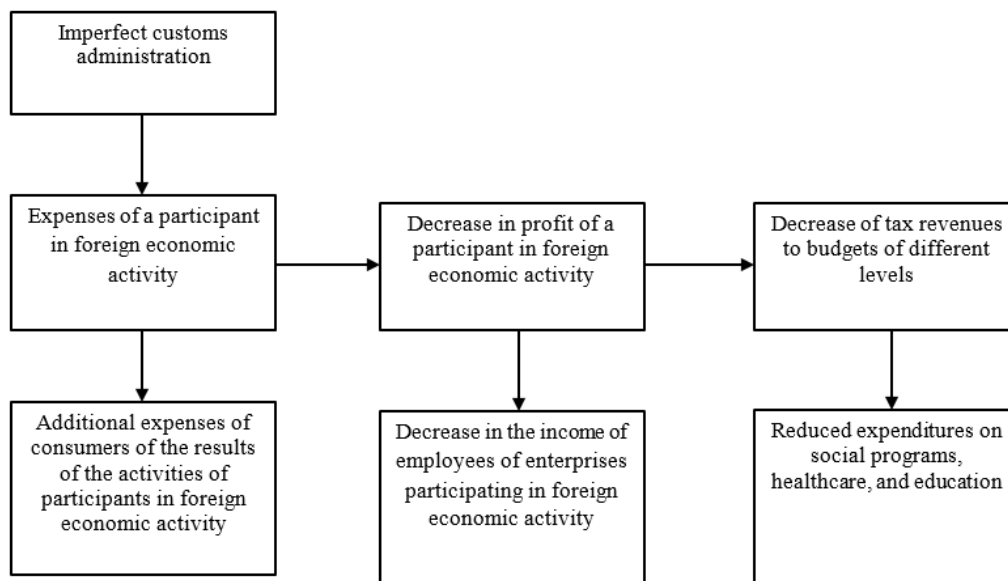 Imperfect customs
administration
Expenses of a participant
in foreign economic
activity
Decrease in profit of a
participant in foreign
economic activity
Decrease of tax revenues
to budgets of different
levels
Additional expenses of
consumers of the results
of the activities of
participants in foreign
economic activity
Decrease in the income of
employees of enterprises
participating in foreign
economic activity
Reduced expenditures on
social programs,
healthcare, and education